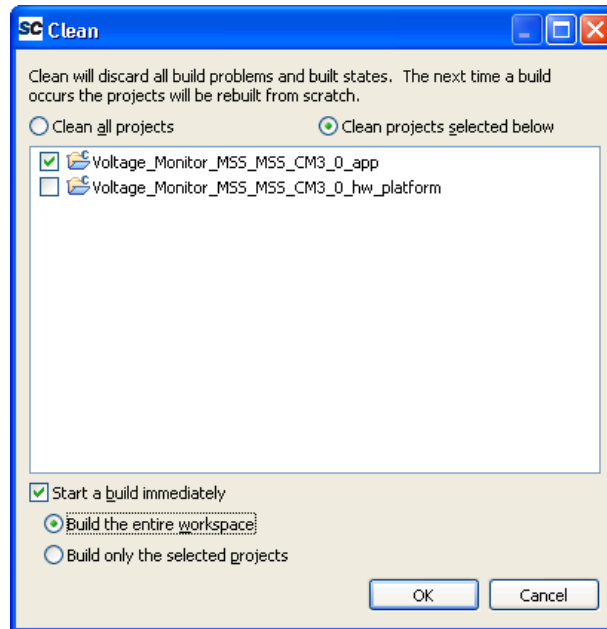 SC Clean
Clean will discard all build problems and built states. The next time a build
occurs the projects will be rebuilt from scratch.
Clean all projects
Clean projects selected below
Voltage_Monitor_MSS_MSS_CM3_0_app
Voltage_Monitor_MSS_MSS_CM3_0_hw_platform
Start a build immediately
Build the entire workspace
Build only the selected projects
OK
Cancel